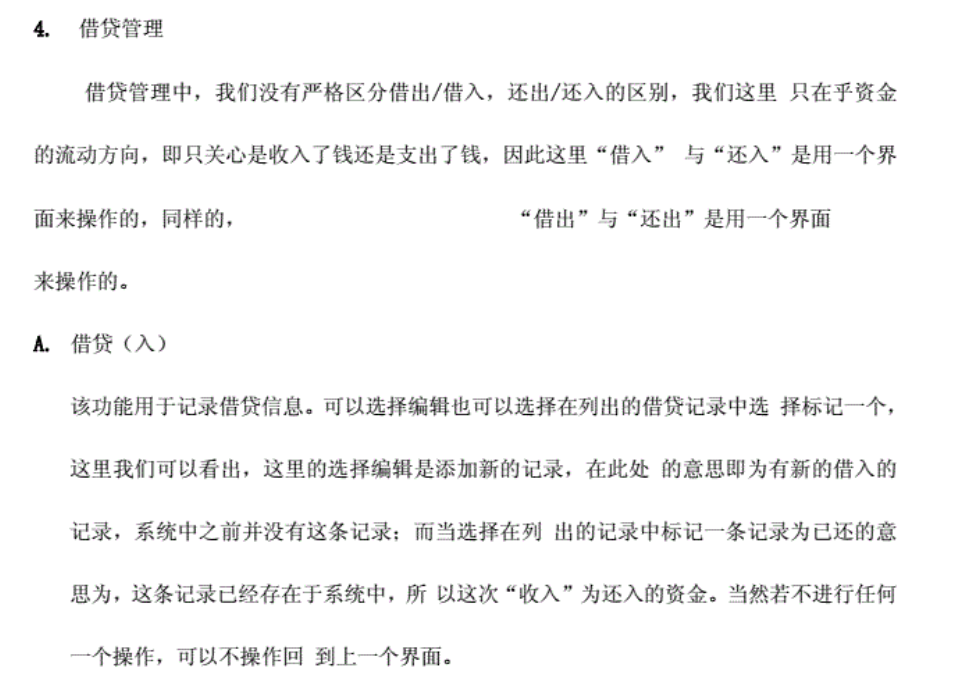 4. 借贷管理
借贷管理中，我们没有严格区分借出/借入，还出/还入的区别，我们这里 只在乎资金
的流动方向，即只关心是收入了钱还是支出了钱，因此这里“借入” 与“还入”是用一个界
面来操作的，同样的， “借出”与“还出”是用一个界面
来操作的。
A. 借贷（入）
该功能用于记录借贷信息。可以选择编辑也可以选择在列出的借贷记录中选 择标记一个，
这里我们可以看出，这里的选择编辑是添加新的记录，在此处 的意思即为有新的借入的
记录，系统中之前并没有这条记录；而当选择在列 出的记录中标记一条记录为已还的意
思为，这条记录已经存在于系统中，所 以这次“收入”为还入的资金。当然若不进行任何
一个操作，可以不操作回 到上一个界面。